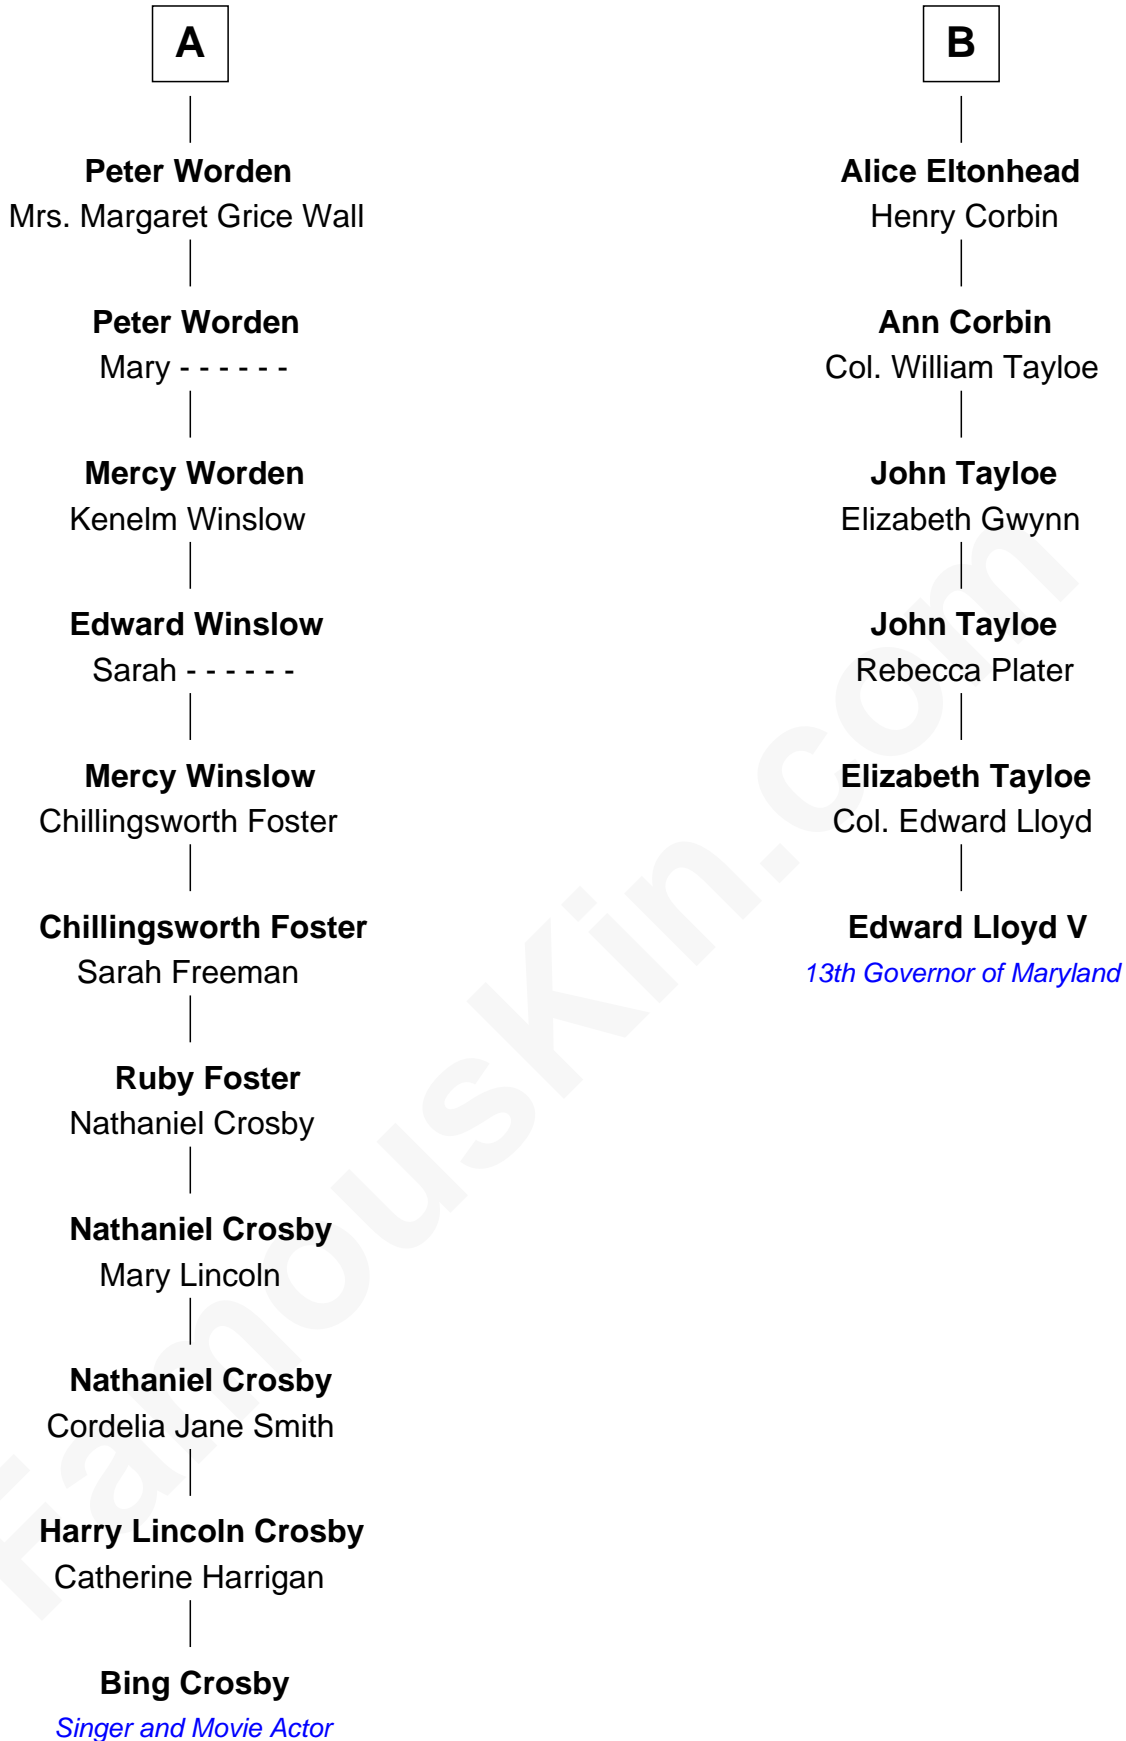 A
Peter Worden
Mrs. Margaret Grice Wall
Peter Worden
Mary - - - - - -
Mercy Worden
Kenelm Winslow
Edward Winslow
Sarah - - - - - -
Mercy Winslow
Chillingsworth Foster
Chillingsworth Foster
Sarah Freeman
Ruby Foster
Nathaniel Crosby
Nathaniel Crosby
Mary Lincoln
Nathaniel Crosby
Cordelia Jane Smith
Harry Lincoln Crosby
Catherine Harrigan
Bing Crosby
Singer and Movie Actor
B
Alice Eltonhead
Henry Corbin
Ann Corbin
Col. William Tayloe
John Tayloe
Elizabeth Gwynn
John Tayloe
Rebecca Plater
Elizabeth Tayloe
Col. Edward Lloyd
Edward Lloyd V
13th Governor of Maryland
FamousKin.com